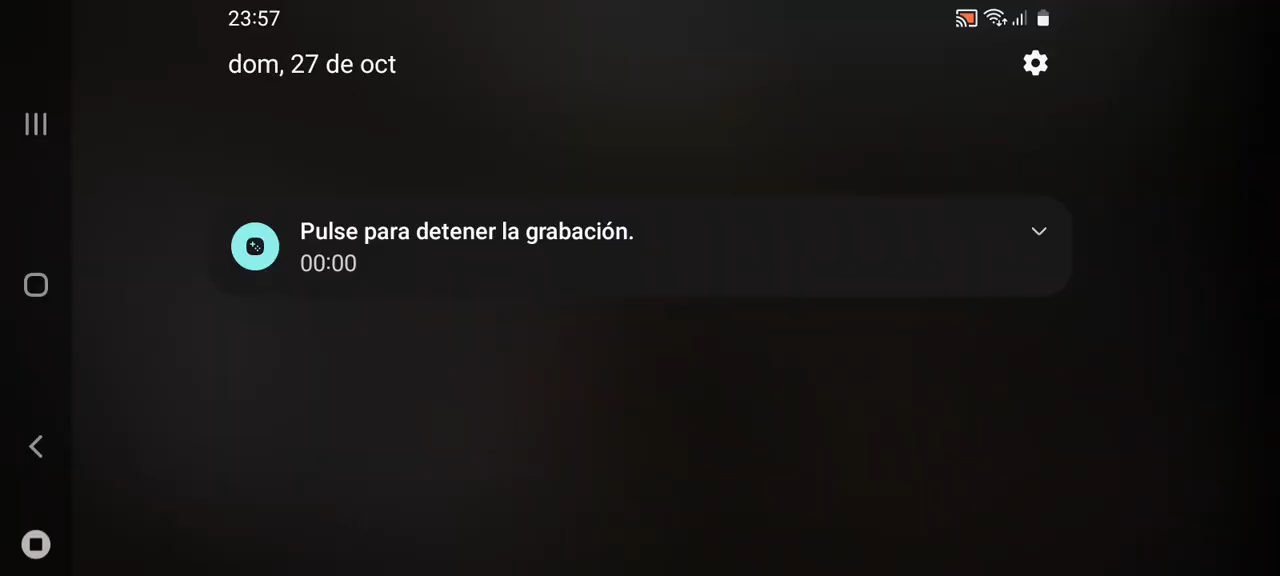 23:57
dom, 27 de oct
Pulse para detener la grabación.
00:00